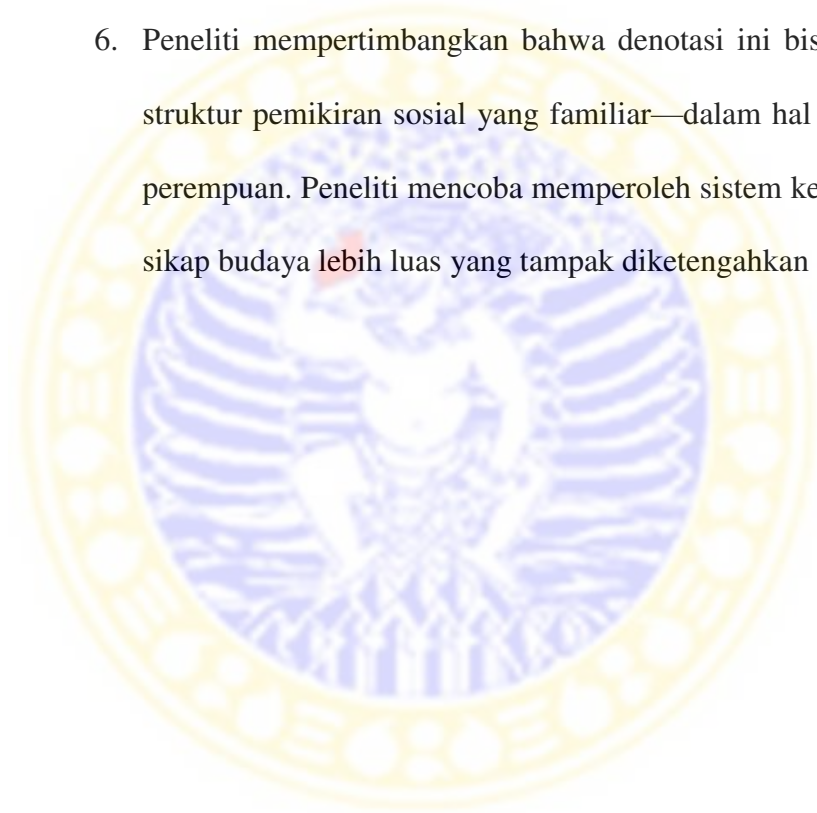 6. Peneliti mempertimbangkan bahwa denotasi ini bis
struktur pemikiran sosial yang familiar—dalam hal
perempuan. Peneliti mencoba memperoleh sistem ke
sikap budaya lebih luas yang tampak diketengahkan